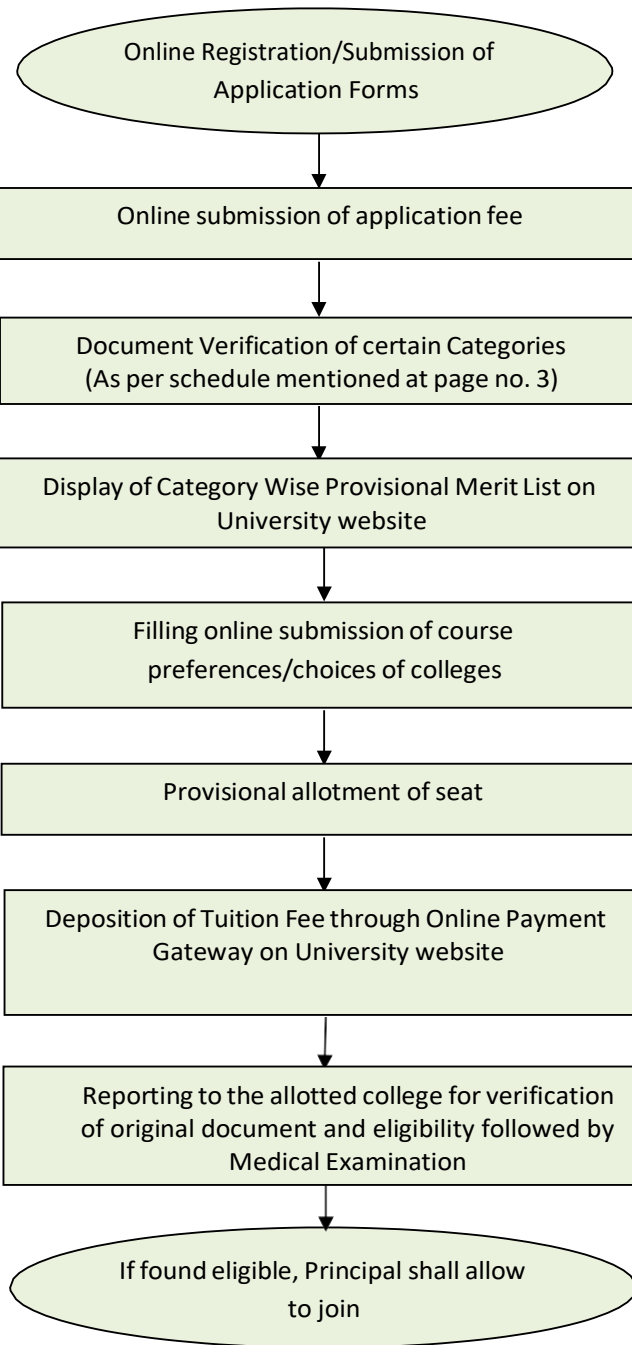 Online Registration/Submission of
Application Forms
Online submission of application fee
Document Verification of certain Categories
(As per schedule mentioned at page no. 3)
Display of Category Wise Provisional Merit List on
University website
Filling online submission of course
preferences/choices of colleges
Provisional allotment of seat
Deposition of Tuition Fee through Online Payment
Gateway on University website
Reporting to the allotted college for verification
of original document and eligibility followed by
Medical Examination
If found eligible, Principal shall allow
to join